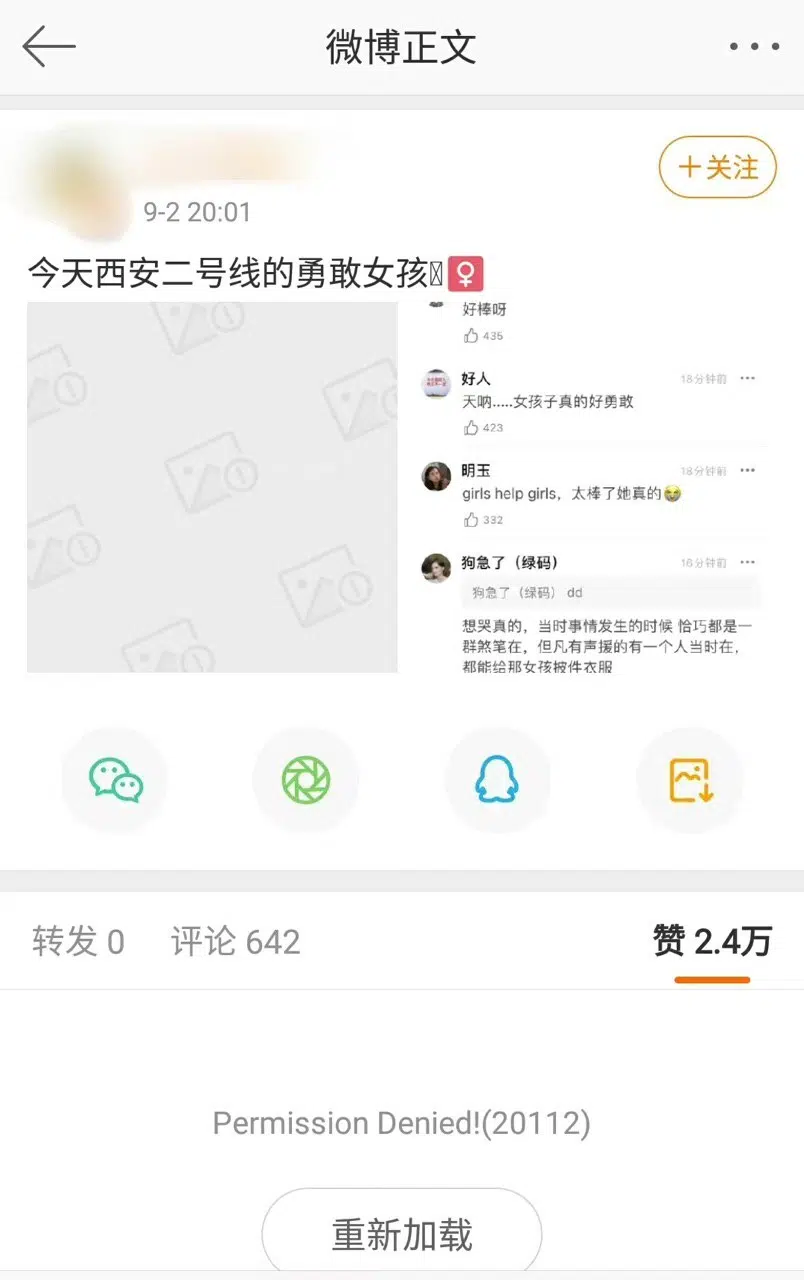 微博正文
+关注
9-2 20:01
今天西安二号线的勇敢女孩
好棒呀
435
好人
18分钟前
天呐.....女孩子真的好勇敢
423
明玉
18分钟前
girls help girls，太棒了她真的😭
332
狗急了（绿码）
16分钟前
狗急了（绿码） dd
想哭真的，当时事情发生的时候 恰巧都是一
群煞笔在，但凡有声援的有一个人当时在，
都能给那女孩披件衣服
转发 0 评论 642 赞 2.4万
Permission Denied!(20112)
重新加载